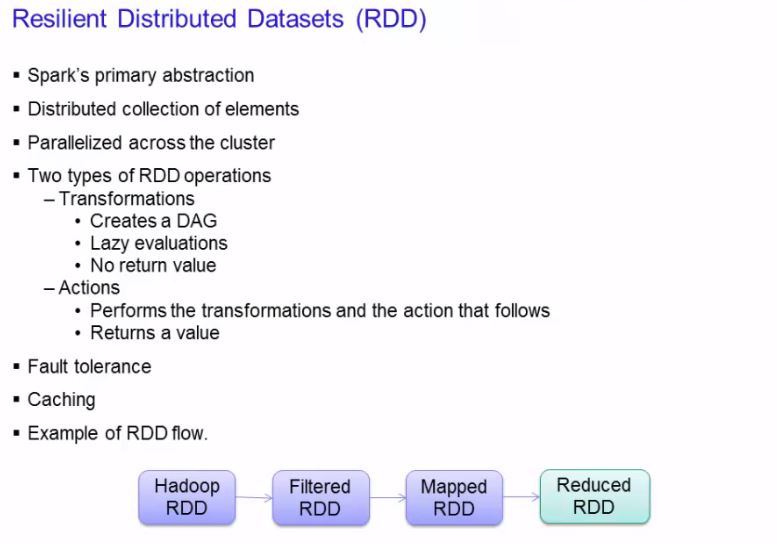 Resilient Distributed Datasets (RDD)
▪ Spark's primary abstraction
▪ Distributed collection of elements
▪ Parallelized across the cluster
▪ Two types of RDD operations
– Transformations
• Creates a DAG
• Lazy evaluations
• No return value
– Actions
• Performs the transformations and the action that follows
• Returns a value
▪ Fault tolerance
▪ Caching
▪ Example of RDD flow.
Hadoop
RDD
Filtered
RDD
Mapped
RDD
Reduced
RDD